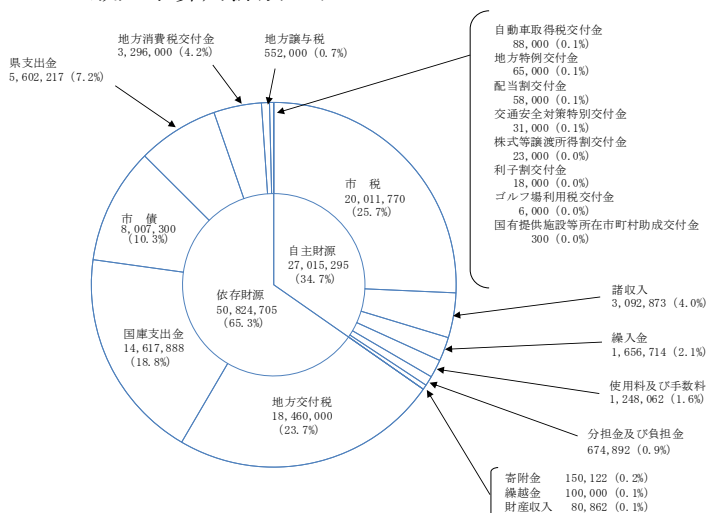 地方消費税交付金
3,296,000 (4.2%)
地方譲与税
552,000 (0.7%)
県支出金
5,602,217 (7.2%)
自動車取得税交付金
88,000 (0.1%)
地方特例交付金
65,000 (0.1%)
配当割交付金
58,000 (0.1%)
交通安全対策特別交付金
31,000 (0.1%)
株式等譲渡所得割交付金
23,000 (0.0%)
利子割交付金
18,000 (0.0%)
ゴルフ場利用税交付金
6,000 (0.0%)
国有提供施設等所在市町村助成交付金
300 (0.0%)
市　税
20,011,770
(25.7%)
市　債
8,007,300
(10.3%)
自主財源
27,015,295
(34.7%)
依存財源
50,824,705
(65.3%)
国庫支出金
14,617,888
(18.8%)
地方交付税
18,460,000
(23.7%)
諸収入
3,092,873 (4.0%)
繰入金
1,656,714 (2.1%)
使用料及び手数料
1,248,062 (1.6%)
分担金及び負担金
674,892 (0.9%)
寄附金　150,122 (0.2%)
繰越金　100,000 (0.1%)
財産収入　80,862 (0.1%)